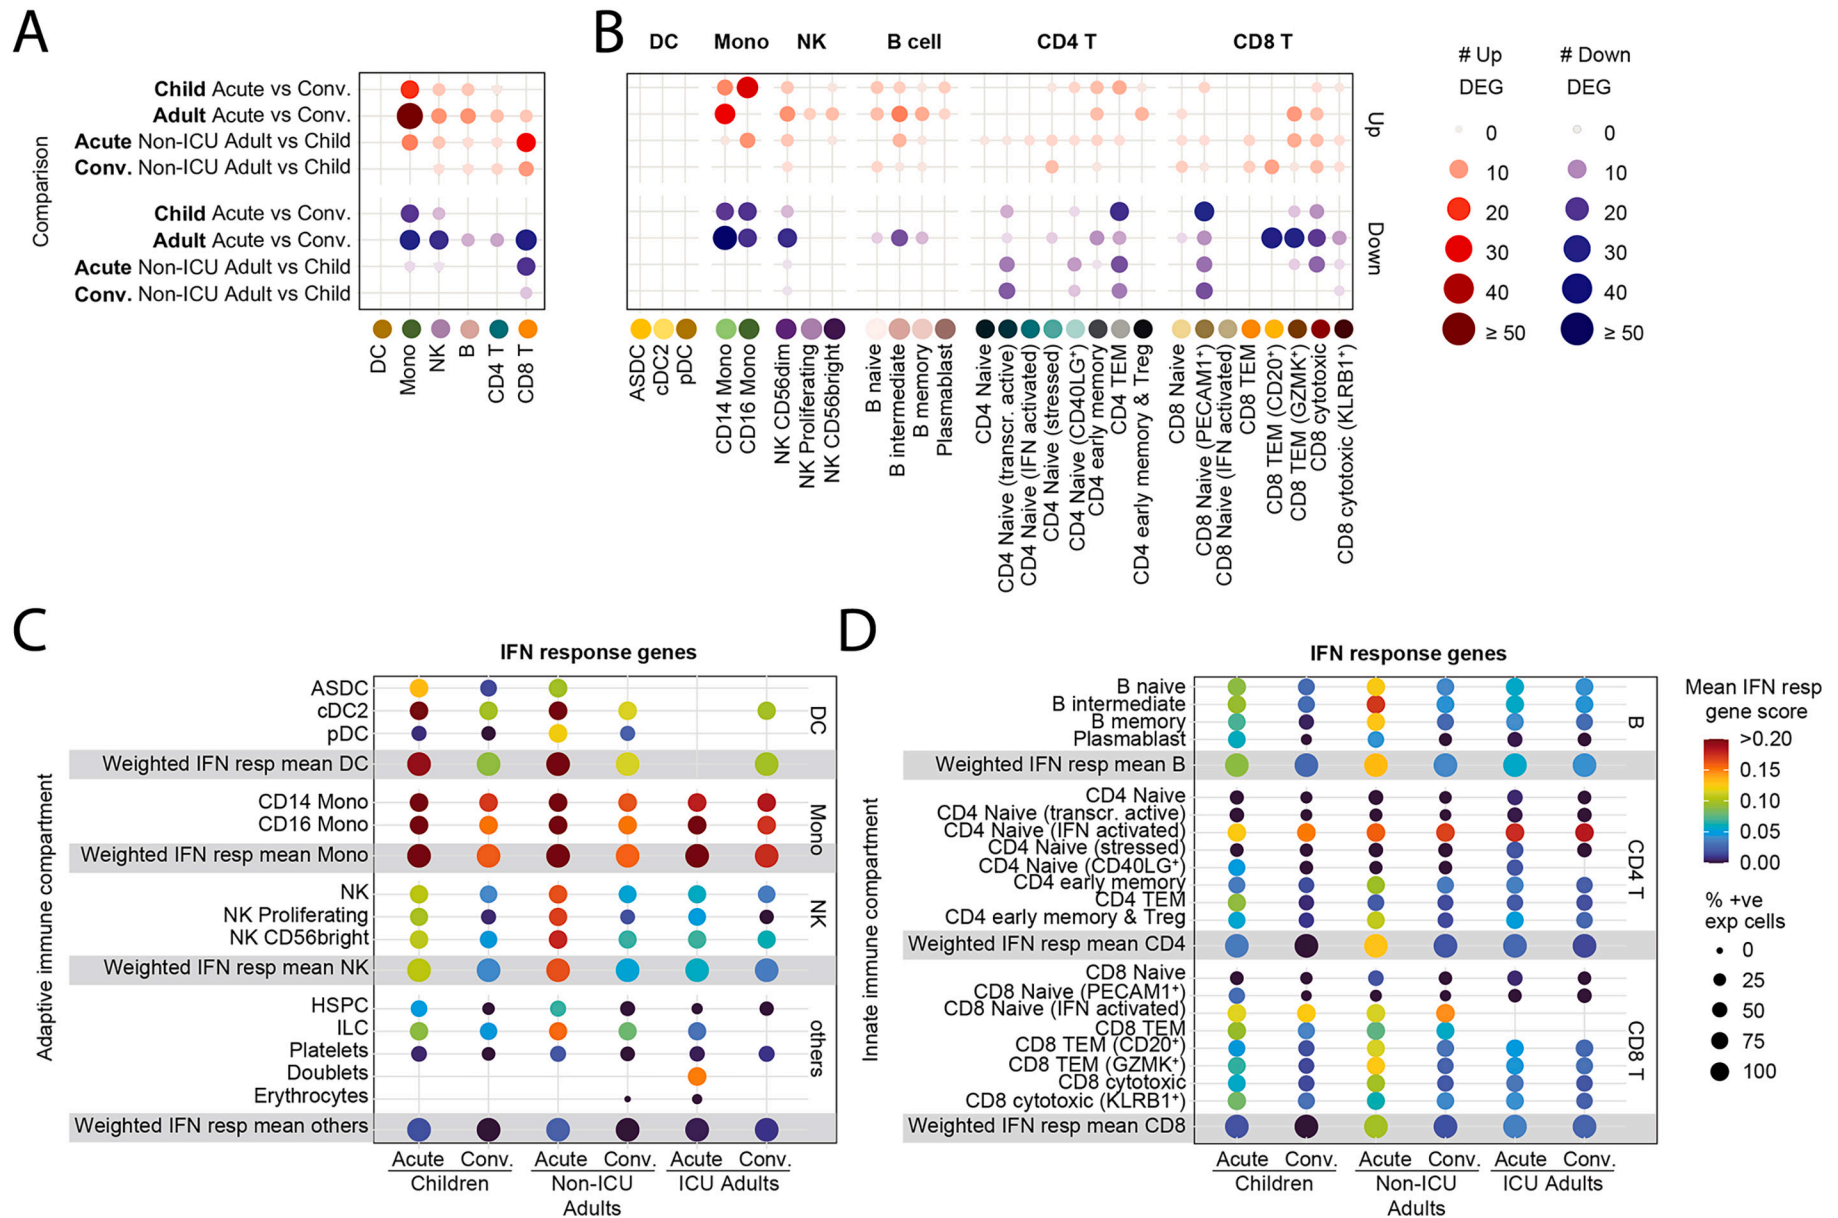 A
B
DC
Mono
NK
B cell
CD4 T
CD8 T
# Up
DEG
# Down
DEG
0
10
20
30
40
≥ 50
0
10
20
30
40
≥ 50
Comparison
Child Acute vs Conv.
Adult Acute vs Conv.
Acute Non-ICU Adult vs Child
Conv. Non-ICU Adult vs Child
Child Acute vs Conv.
Adult Acute vs Conv.
Acute Non-ICU Adult vs Child
Conv. Non-ICU Adult vs Child
Up
Down
DC
Mono
NK
B
CD4 T
CD8 T
ASDC
cDC2
pDC
CD14 Mono
CD16 Mono
NK CD56dim
NK Proliferating
NK CD56bright
B naive
B intermediate
B memory
Plasmablast
CD4 Naive
CD4 Naive (transcr. active)
CD4 Naive (IFN activated)
CD4 Naive (stressed)
CD4 Naive (CD40LG⁺)
CD4 early memory
CD4 TEM
CD4 early memory & Treg
CD8 Naive
CD8 Naive (PECAM1⁺)
CD8 Naive (IFN activated)
CD8 TEM
CD8 TEM (CD20⁺)
CD8 TEM (GZMK⁺)
CD8 cytotoxic
CD8 cytotoxic (KLRB1⁺)
C
IFN response genes
Adaptive immune compartment
ASDC
cDC2
pDC
Weighted IFN resp mean DC
CD14 Mono
CD16 Mono
Weighted IFN resp mean Mono
NK
NK Proliferating
NK CD56bright
Weighted IFN resp mean NK
HSPC
ILC
Platelets
Doublets
Erythrocytes
Weighted IFN resp mean others
DC
Mono
NK
others
Acute Conv. Acute Conv. Acute Conv.
Children Non-ICU ICU Adults
Adults
D
IFN response genes
Innate immune compartment
B naive
B intermediate
B memory
Plasmablast
Weighted IFN resp mean B
CD4 Naive
CD4 Naive (transcr. active)
CD4 Naive (IFN activated)
CD4 Naive (stressed)
CD4 Naive (CD40LG⁺)
CD4 early memory
CD4 TEM
CD4 early memory & Treg
Weighted IFN resp mean CD4
CD8 Naive
CD8 Naive (PECAM1⁺)
CD8 Naive (IFN activated)
CD8 TEM
CD8 TEM (CD20⁺)
CD8 TEM (GZMK⁺)
CD8 cytotoxic
CD8 cytotoxic (KLRB1⁺)
Weighted IFN resp mean CD8
B
CD4 T
CD8 T
Acute Conv. Acute Conv. Acute Conv.
Children Non-ICU ICU Adults
Adults
Mean IFN resp
gene score
>0.20
0.15
0.10
0.05
0.00
% +ve
exp cells
0
25
50
75
100